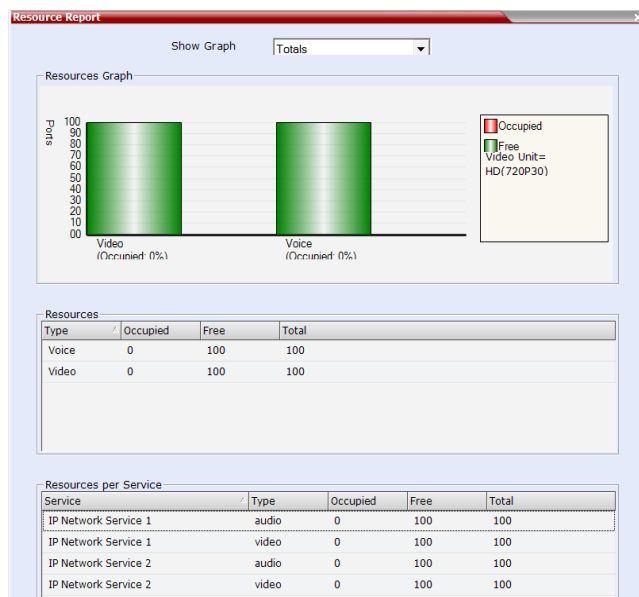 Resource Report
Show Graph Totals
Resources Graph
Ports
100
90
80
70
60
50
40
30
20
10
00
Video
(Occupied: 0%)
Voice
(Occupied: 0%)
Occupied
Free
Video Unit=
HD(720P30)
Resources
Type Occupied Free Total
Voice 0 100 100
Video 0 100 100
Resources per Service
Service Type Occupied Free Total
IP Network Service 1 audio 0 100 100
IP Network Service 1 video 0 100 100
IP Network Service 2 audio 0 100 100
IP Network Service 2 video 0 100 100